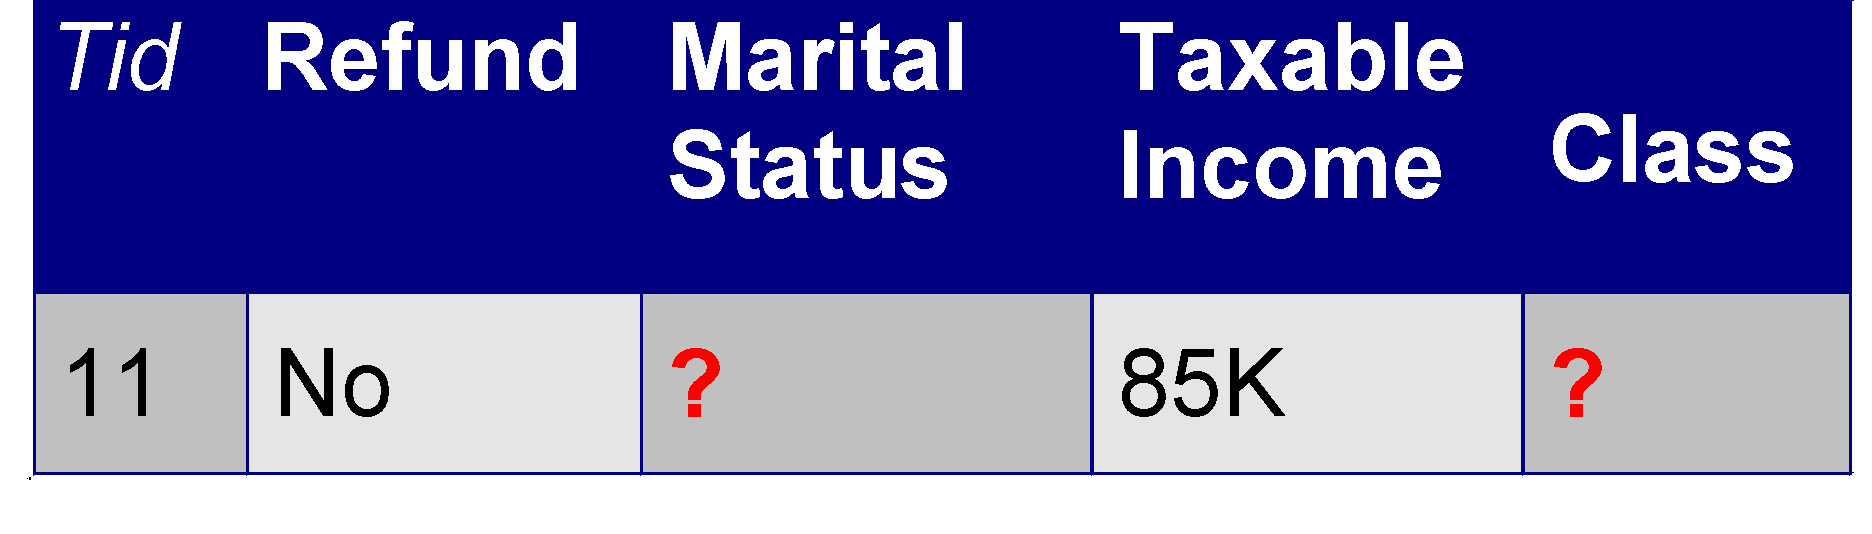 Tid Refund Marital Status Taxable Income Class
11 No ? 85K ?